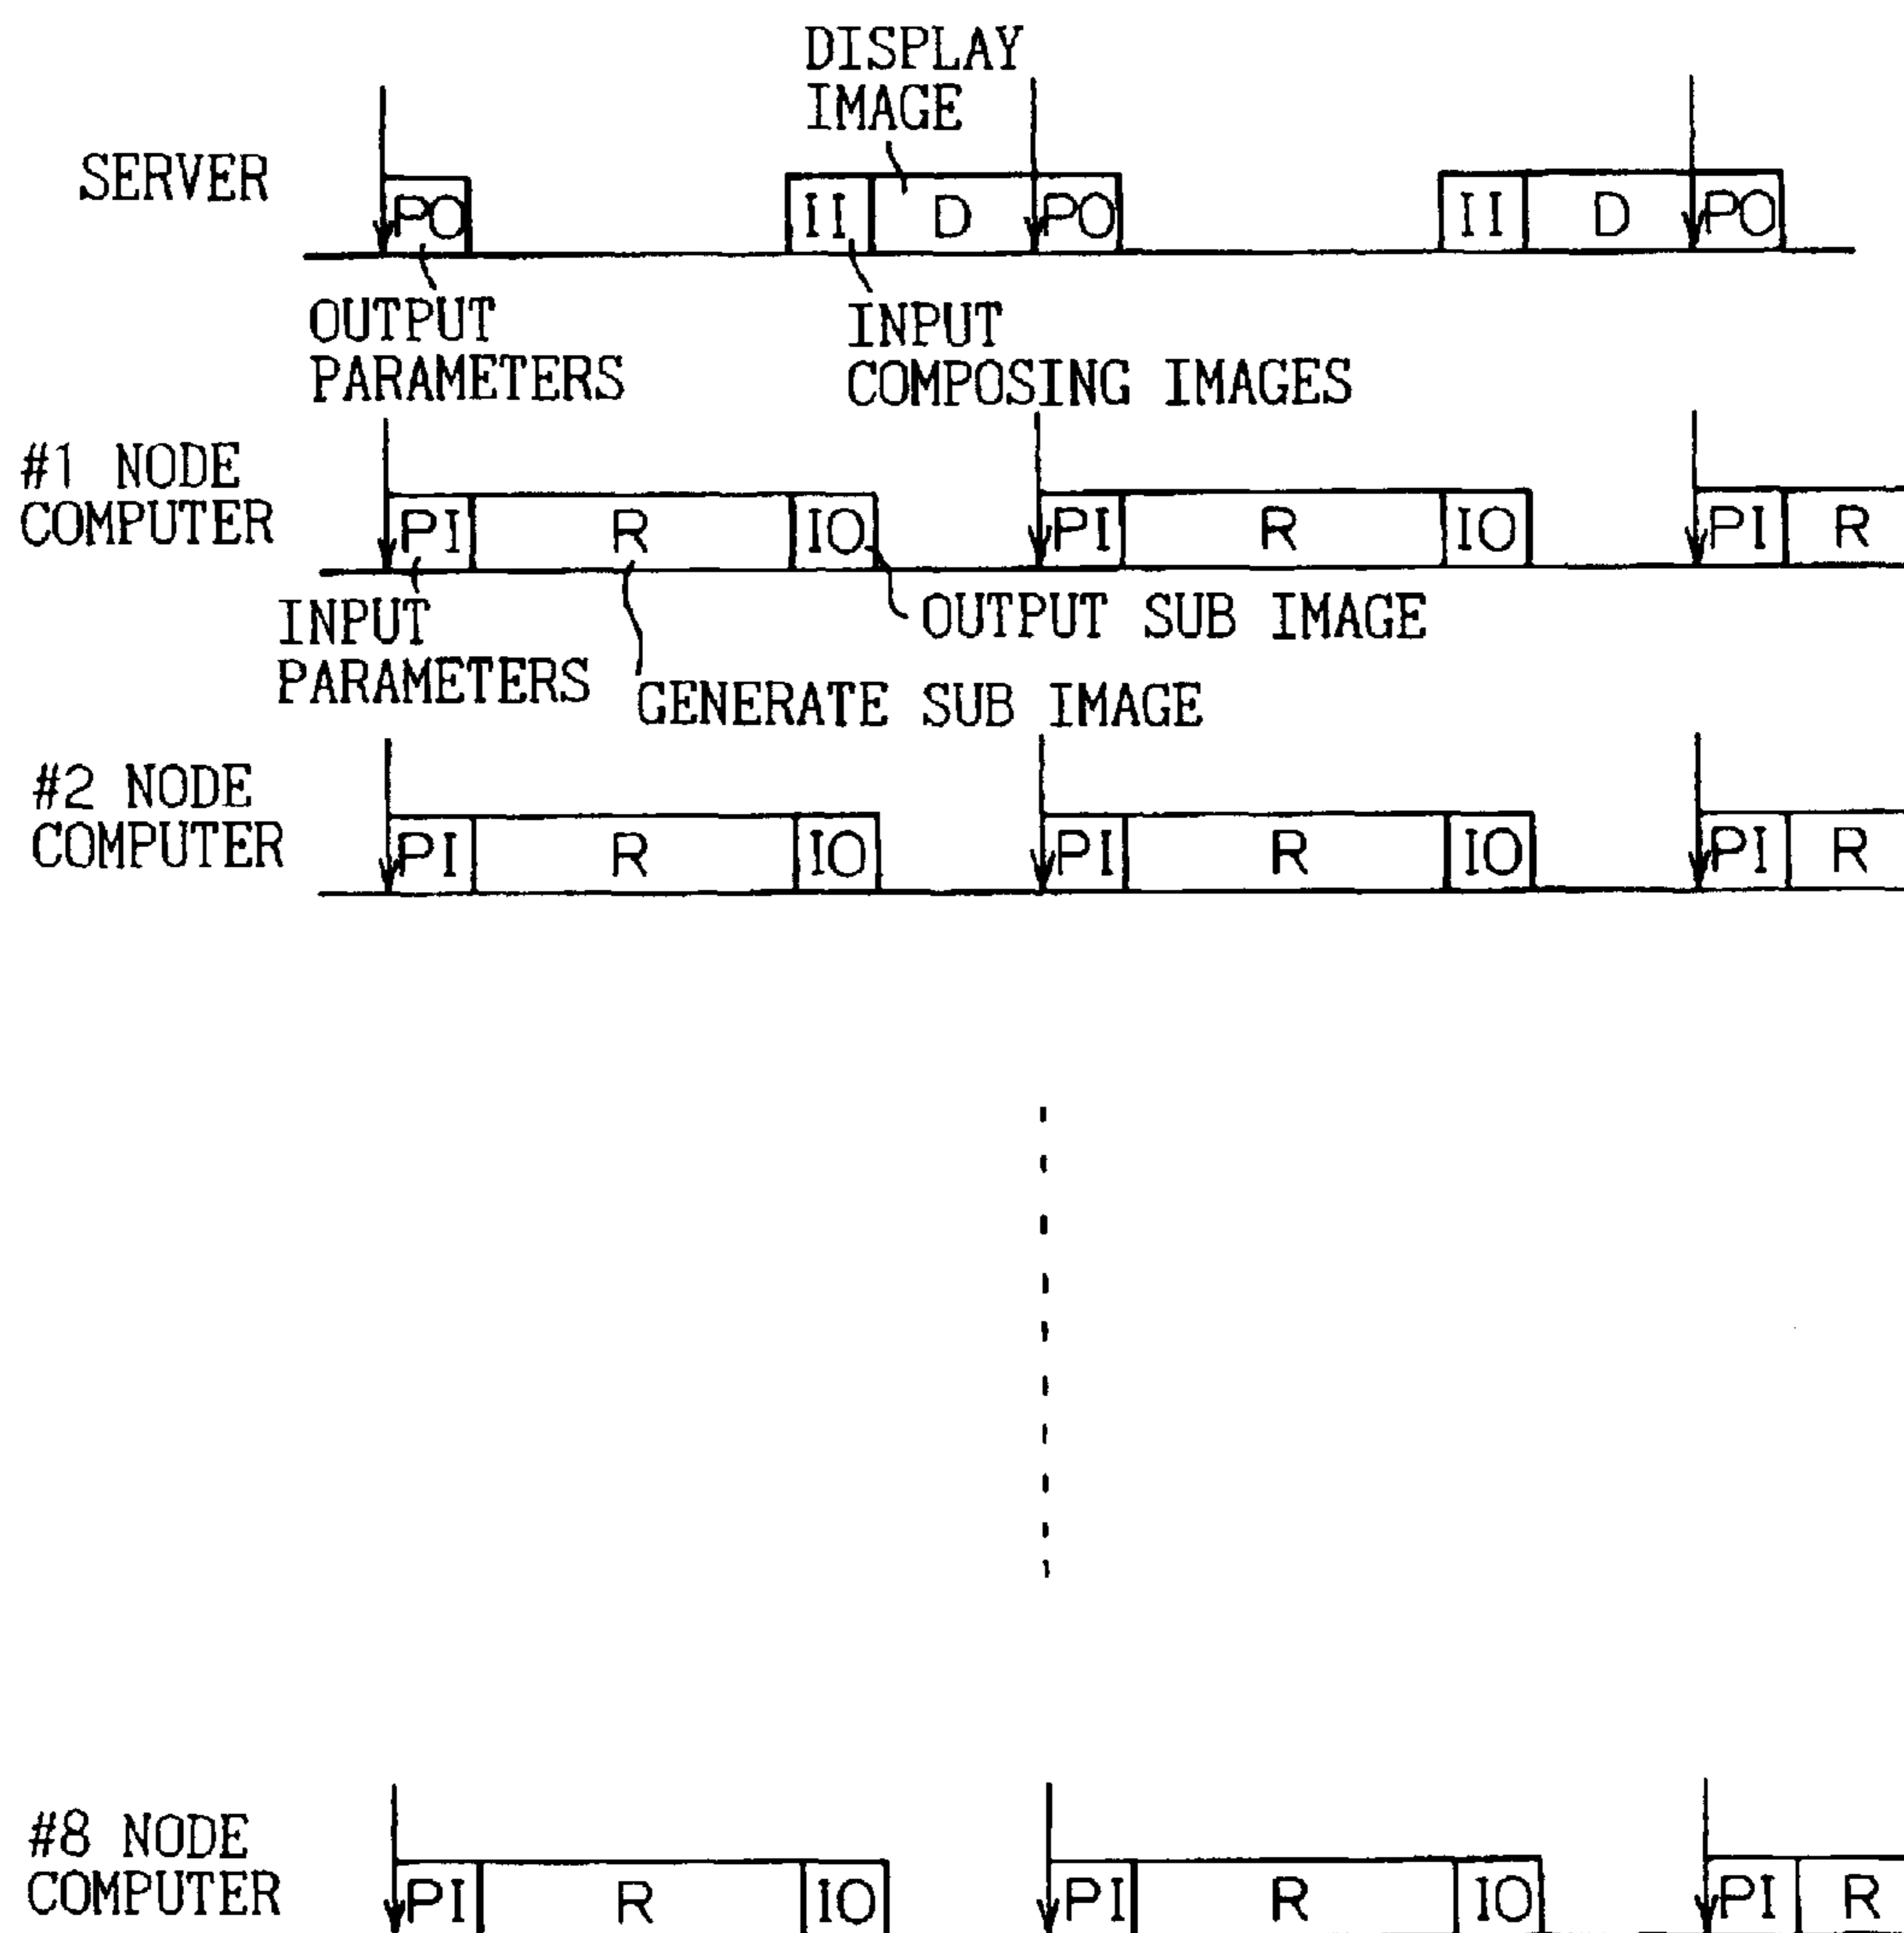 DISPLAY
IMAGE
SERVER
PO
II
D
PO
II
D
PO
OUTPUT
PARAMETERS
INPUT
COMPOSING IMAGES
#1 NODE
COMPUTER
PI
R
IO
PI
R
IO
PI
R
INPUT
PARAMETERS
OUTPUT SUB IMAGE
GENERATE SUB IMAGE
#2 NODE
COMPUTER
PI
R
IO
PI
R
IO
PI
R
#8 NODE
COMPUTER
PI
R
IO
PI
R
IO
PI
R